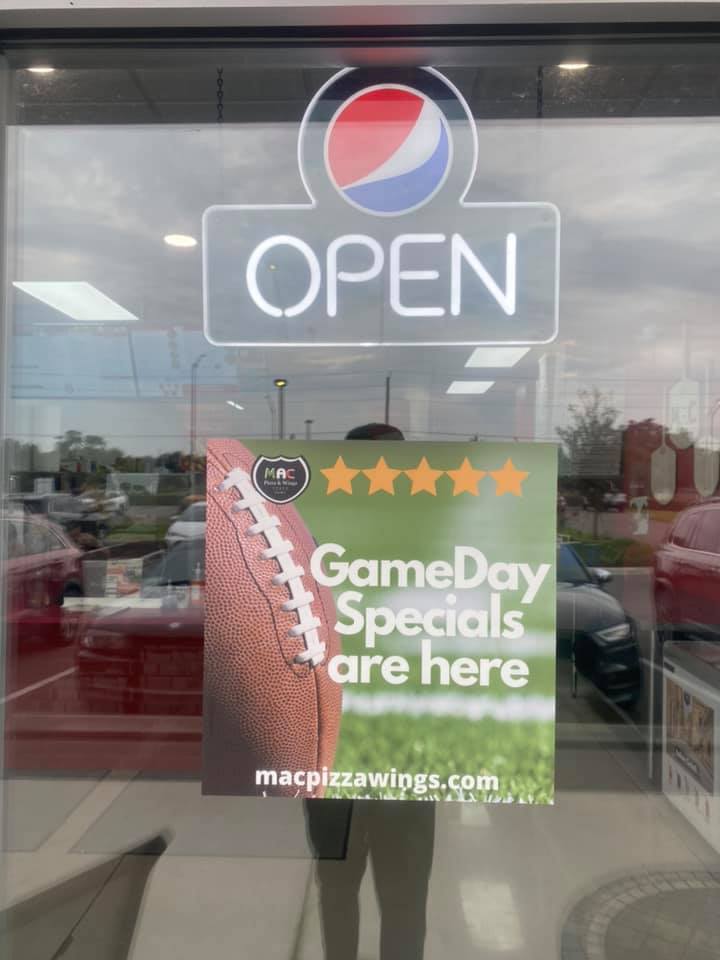 OPEN
MAC
Pizza & Wings
GameDay
Specials
are here
macpizzawings.com